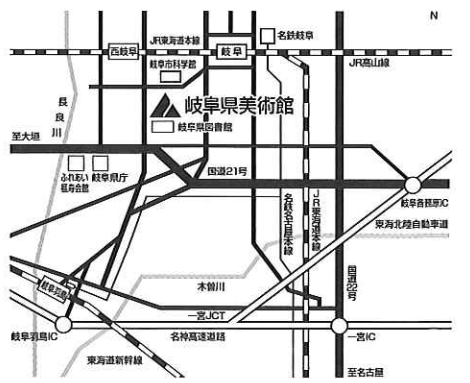 N
名鉄岐阜
JR東海道本線
西岐阜
岐阜
JR高山線
岐阜市科学館
長良川
岐阜県美術館
岐阜県図書館
至大垣
ふれあい
福寿会館
岐阜県庁
国道21号
岐阜各務原IC
東海北陸自動車道
名鉄名古屋本線
JR東海道本線
国道22号
木曽川
岐阜羽島
一宮JCT
岐阜羽島IC
名神高速道路
一宮IC
東海道新幹線
至名古屋